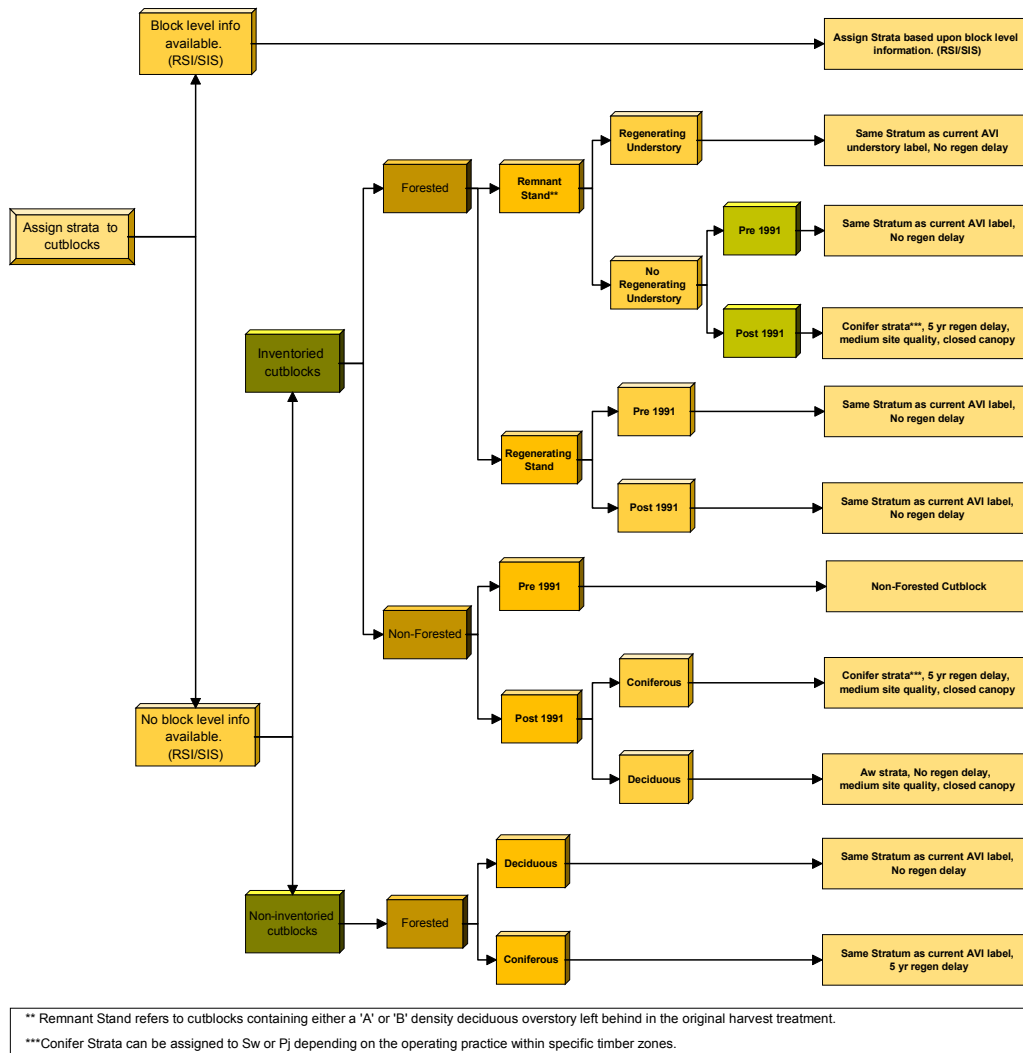 Block level info
available.
(RSI/SIS)
Assign Strata based upon block level
information. (RSI/SIS)
Assign strata to
cutblocks
No block level info
available.
(RSI/SIS)
Inventoried
cutblocks
Forested
Remnant
Stand**
Regenerating
Understory
Same Stratum as current AVI
understory label, No regen delay
No
Regenerating
Understory
Pre 1991
Same Stratum as current AVI label,
No regen delay
Post 1991
Conifer strata***, 5 yr regen delay,
medium site quality, closed canopy
Regenerating
Stand
Pre 1991
Same Stratum as current AVI label,
No regen delay
Post 1991
Same Stratum as current AVI label,
No regen delay
Non-Forested
Pre 1991
Non-Forested Cutblock
Post 1991
Coniferous
Conifer strata***, 5 yr regen delay,
medium site quality, closed canopy
Deciduous
Aw strata, No regen delay,
medium site quality, closed canopy
Non-inventoried
cutblocks
Forested
Deciduous
Same Stratum as current AVI label,
No regen delay
Coniferous
Same Stratum as current AVI label,
5 yr regen delay
** Remnant Stand refers to cutblocks containing either a 'A' or 'B' density deciduous overstory left behind in the original harvest treatment.
***Conifer Strata can be assigned to Sw or Pj depending on the operating practice within specific timber zones.